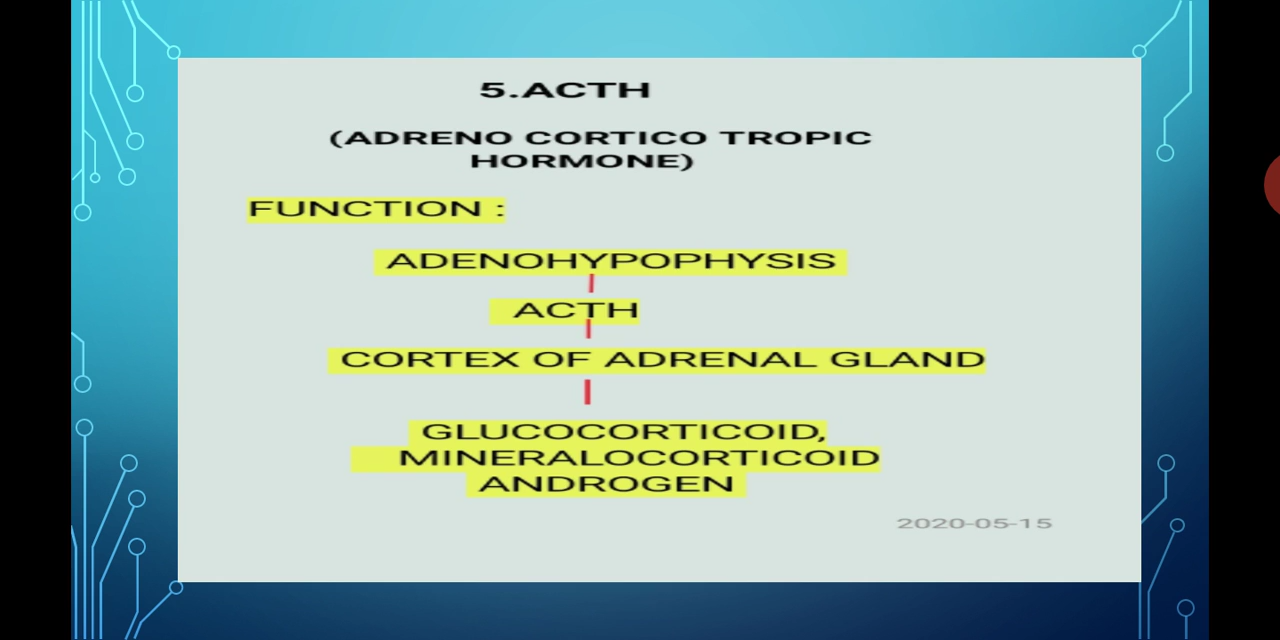 5.ACTH
(ADRENO CORTICO TROPIC
HORMONE)
FUNCTION :
ADENOHYPOPHYSIS
ACTH
CORTEX OF ADRENAL GLAND
GLUCOCORTICOID,
MINERALOCORTICOID
ANDROGEN
2020-05-15